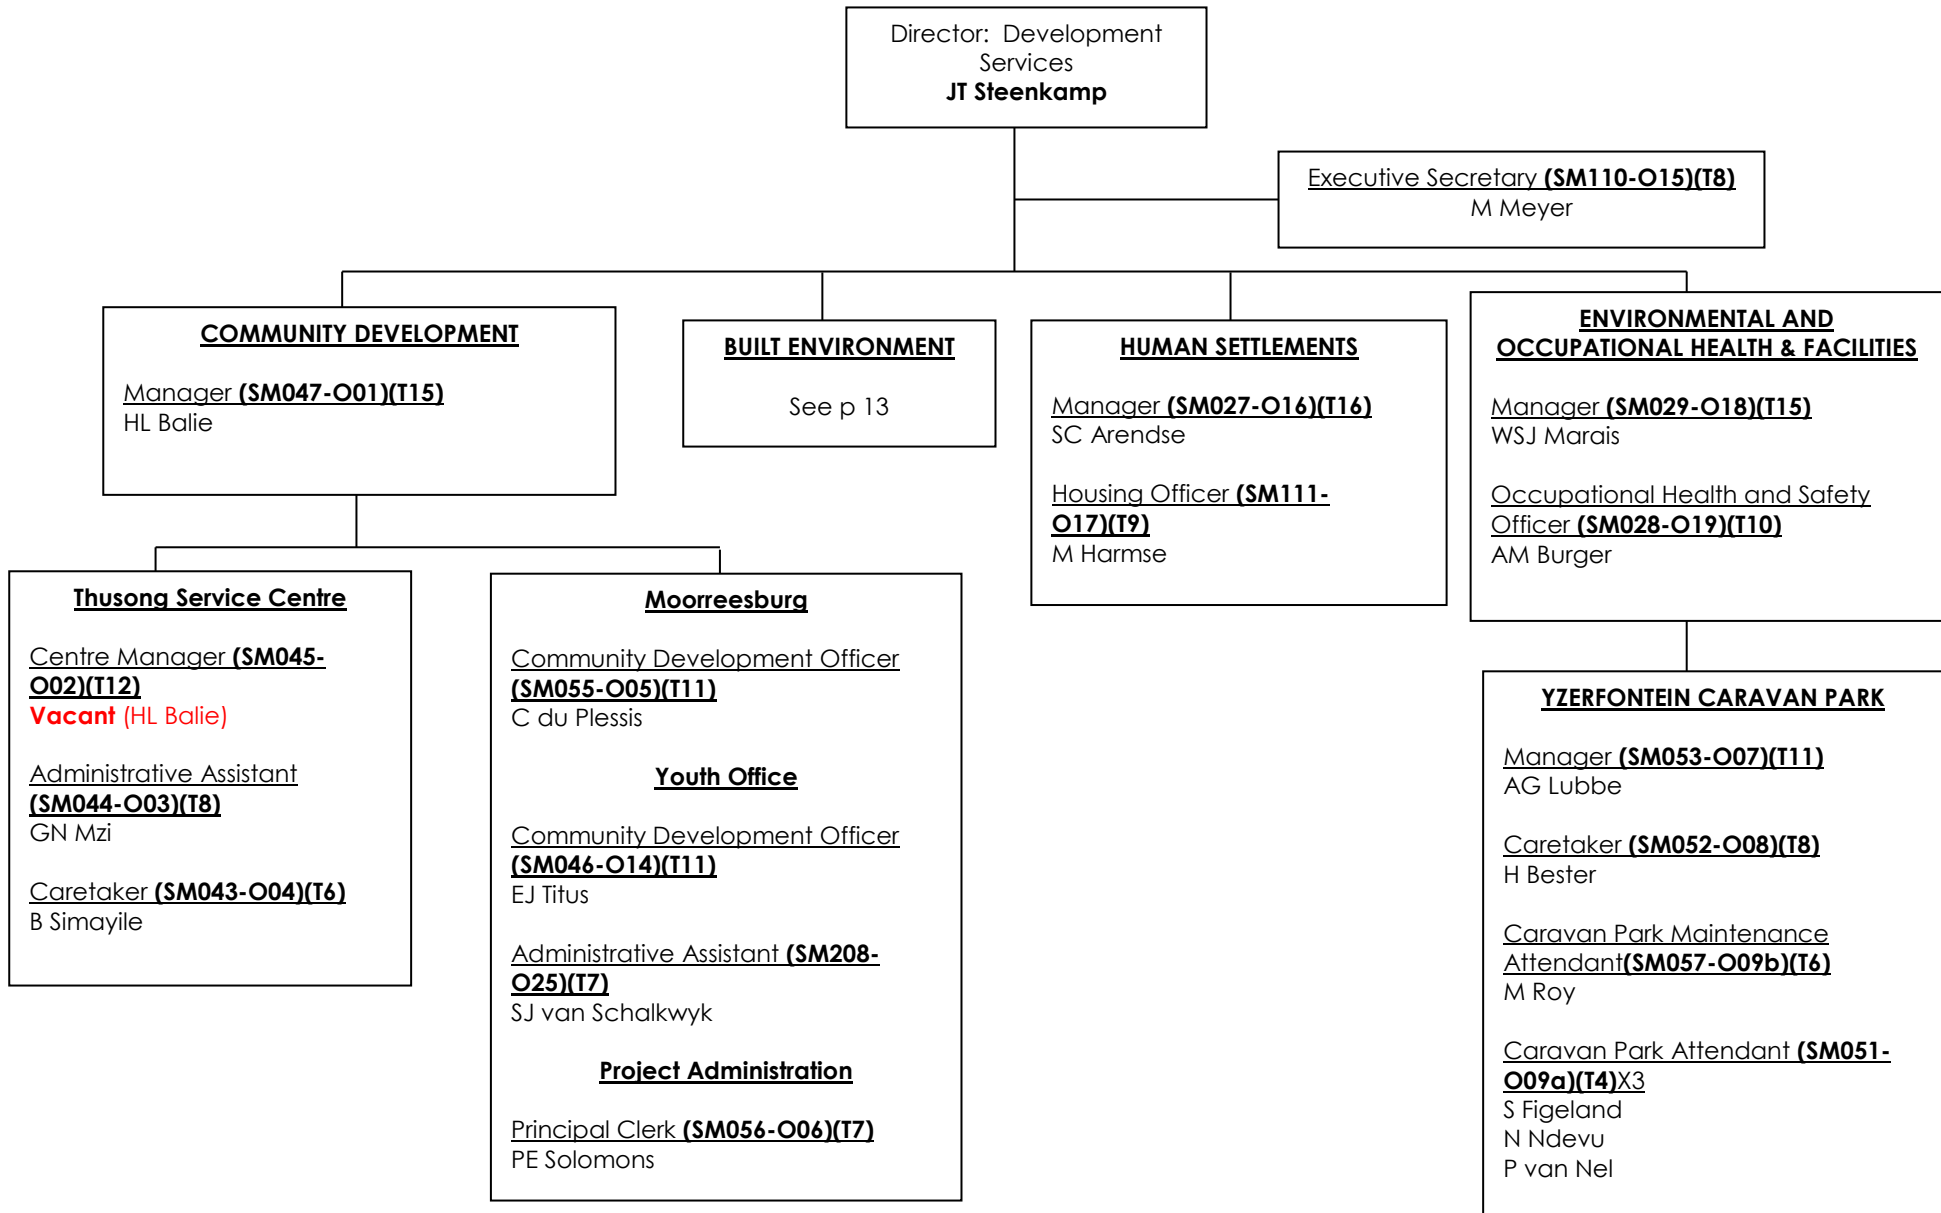 Director: Development
Services
JT Steenkamp
Executive Secretary (SM110-O15)(T8)
M Meyer
COMMUNITY DEVELOPMENT
Manager (SM047-O01)(T15)
HL Balie
BUILT ENVIRONMENT
See p 13
HUMAN SETTLEMENTS
Manager (SM027-O16)(T16)
SC Arendse
Housing Officer (SM111-
O17)(T9)
M Harmse
ENVIRONMENTAL AND
OCCUPATIONAL HEALTH & FACILITIES
Manager (SM029-O18)(T15)
WSJ Marais
Occupational Health and Safety
Officer (SM028-O19)(T10)
AM Burger
Thusong Service Centre
Centre Manager (SM045-
O02)(T12)
Vacant (HL Balie)
Administrative Assistant
(SM044-O03)(T8)
GN Mzi
Caretaker (SM043-O04)(T6)
B Simayile
Moorreesburg
Community Development Officer
(SM055-O05)(T11)
C du Plessis
Youth Office
Community Development Officer
(SM046-O14)(T11)
EJ Titus
Administrative Assistant (SM208-
O25)(T7)
SJ van Schalkwyk
Project Administration
Principal Clerk (SM056-O06)(T7)
PE Solomons
YZERFONTEIN CARAVAN PARK
Manager (SM053-O07)(T11)
AG Lubbe
Caretaker (SM052-O08)(T8)
H Bester
Caravan Park Maintenance
Attendant(SM057-O09b)(T6)
M Roy
Caravan Park Attendant (SM051-
O09a)(T4)X3
S Figeland
N Ndevu
P van Nel